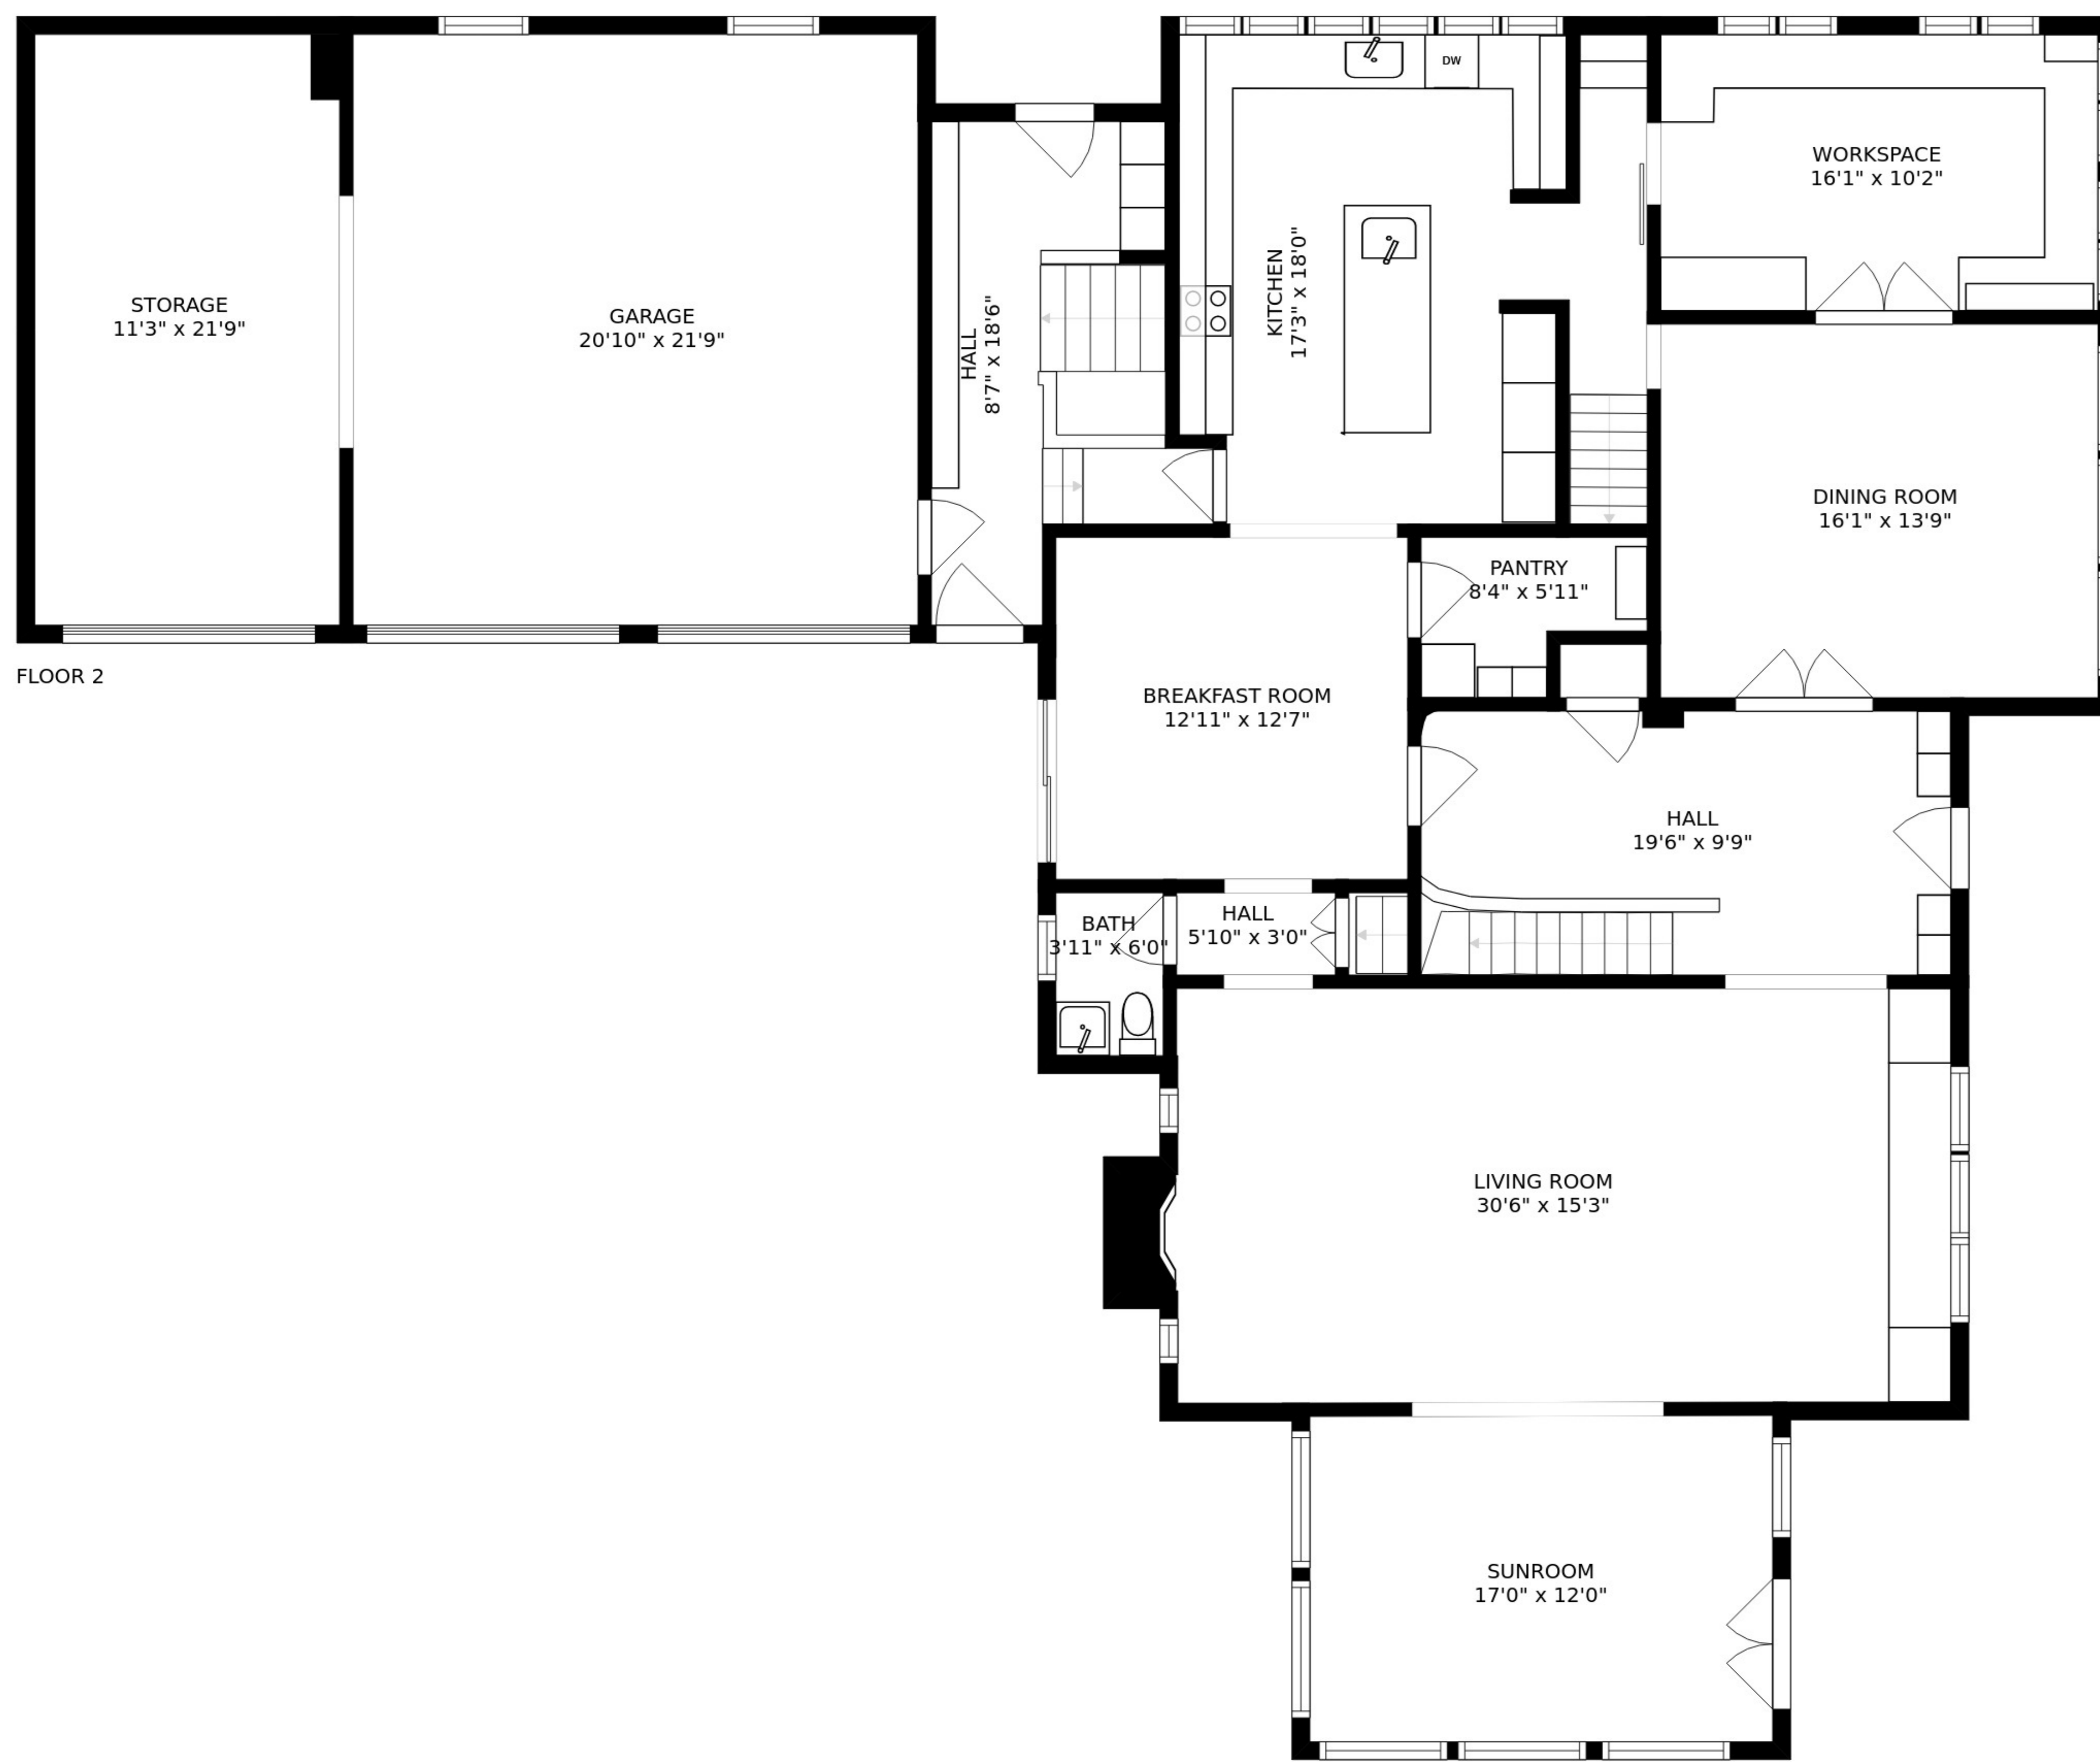 DW
WORKSPACE
16'1" x 10'2"
STORAGE
11'3" x 21'9"
GARAGE
20'10" x 21'9"
HALL
8'7" x 18'6"
KITCHEN
17'3" x 18'0"
DINING ROOM
16'1" x 13'9"
PANTRY
8'4" x 5'11"
FLOOR 2
BREAKFAST ROOM
12'11" x 12'7"
HALL
19'6" x 9'9"
BATH
3'11" x 6'0"
HALL
5'10" x 3'0"
LIVING ROOM
30'6" x 15'3"
SUNROOM
17'0" x 12'0"